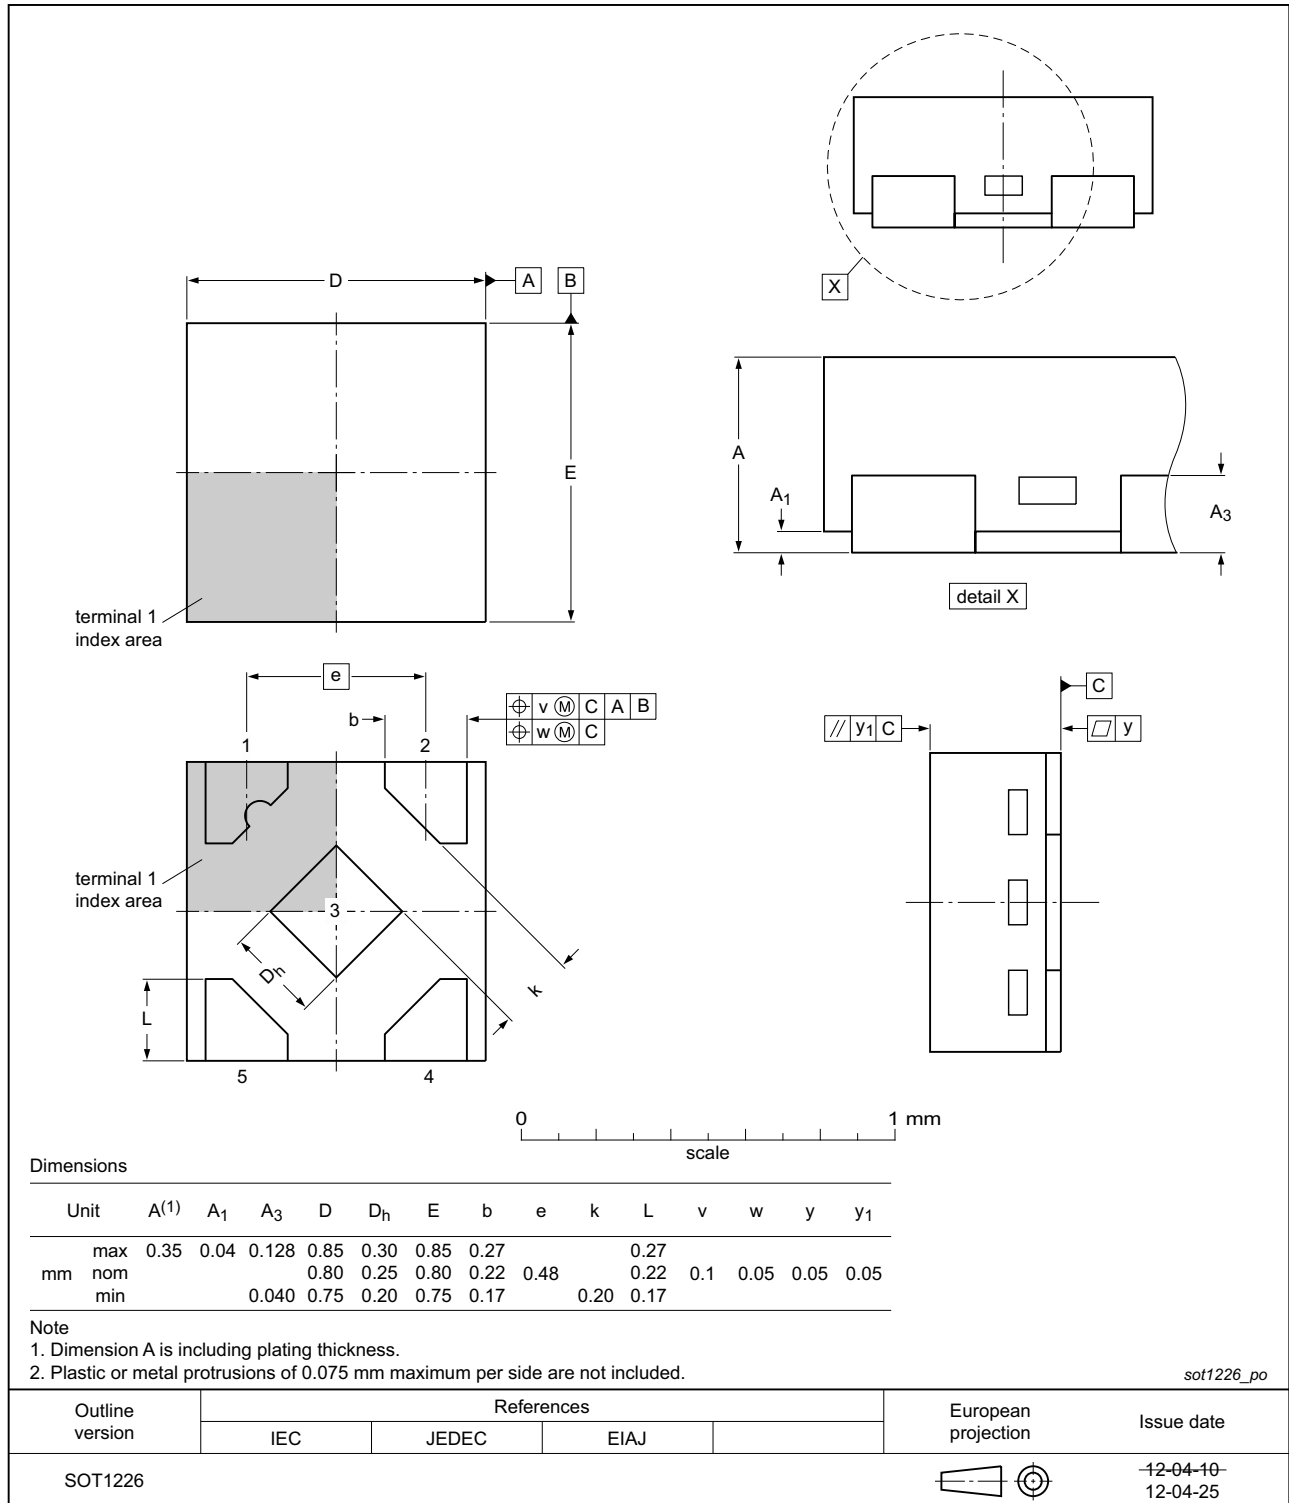 X
D A B
E
terminal 1
index area
A
A1
A3
detail X
e
b
v M C A B
w M C
1 2
terminal 1
index area
3
Dh
k
L
5 4
C
// y1 C
y
0 1 mm
scale
Dimensions
Unit A(1) A1 A3 D Dh E b e k L v w y y1
max 0.35 0.04 0.128 0.85 0.30 0.85 0.27 0.27
mm nom 0.80 0.25 0.80 0.22 0.48 0.22 0.1 0.05 0.05 0.05
min 0.040 0.75 0.20 0.75 0.17 0.20 0.17
Note
1. Dimension A is including plating thickness.
2. Plastic or metal protrusions of 0.075 mm maximum per side are not included.
sot1226_po
Outline
version
References
IEC JEDEC EIAJ
European
projection
Issue date
SOT1226
12-04-10
12-04-25